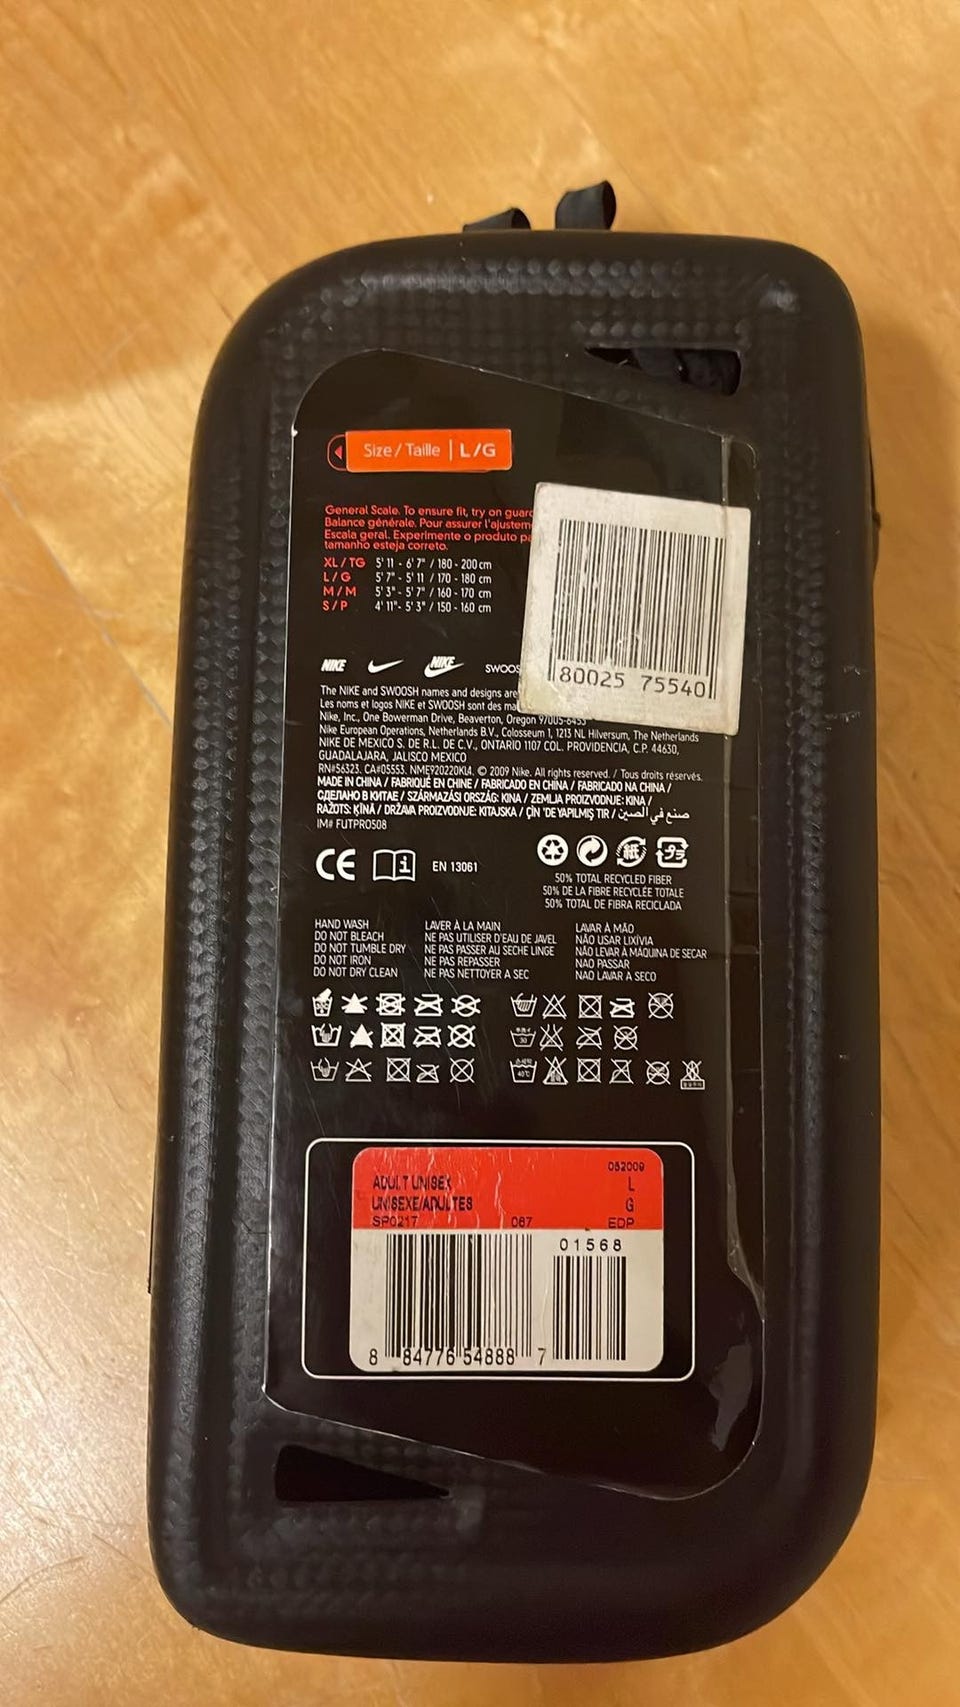 Size / Taille | L/G
General Scale. To ensure fit, try on guard
Balance générale. Pour assurer l'ajustem
Escala geral. Experimente o produto pa
tamanho esteja correto.
XL / TG 5' 11 - 6' 7" / 180 - 200 cm
L / G 5' 7" - 5' 11 / 170 - 180 cm
M / M 5' 3" - 5' 7" / 160 - 170 cm
S / P 4' 11"- 5' 3" / 150 - 160 cm
80025 75540
NIKE NIKE SWOOS
The NIKE and SWOOSH names and designs are
Les noms et logos NIKE et SWOOSH sont des ma
Nike, Inc., One Bowerman Drive, Beaverton, Oregon 97005-6453
Nike European Operations, Netherlands B.V., Colosseum 1, 1213 NL Hilversum, The Netherlands
NIKE DE MEXICO S. DE R.L. DE C.V., ONTARIO 1107 COL. PROVIDENCIA, C.P. 44630,
GUADALAJARA, JALISCO MEXICO
RN#56323. CA#05553. NME920220KL4. © 2009 Nike. All rights reserved. / Tous droits réservés.
MADE IN CHINA / FABRIQUÉ EN CHINE / FABRICADO EN CHINA / FABRICADO NA CHINA /
СДЕЛАНО В КИТАЕ / SZÁRMAZÁSI ORSZÁG: KINA / ZEMLJA PROIZVODNJE: KINA /
RAŽOTS: ĶĪNĀ / DRŽAVA PROIZVODNJE: KITAJSKA / ÇİN 'DE YAPILMIŞ TIR / صنع في الصين
IM# FUTPRO508
CE i EN 13061
50% TOTAL RECYCLED FIBER
50% DE LA FIBRE RECYCLÉE TOTALE
50% TOTAL DE FIBRA RECICLADA
HAND WASH
DO NOT BLEACH
DO NOT TUMBLE DRY
DO NOT IRON
DO NOT DRY CLEAN
LAVER À LA MAIN
NE PAS UTILISER D'EAU DE JAVEL
NE PAS PASSER AU SECHE LINGE
NE PAS REPASSER
NE PAS NETTOYER A SEC
LAVAR À MÃO
NÃO USAR LIXÍVIA
NÃO LEVAR À MÁQUINA DE SECAR
NAO PASSAR
NAO LAVAR A SECO
052009
ADULT UNISEX L
UNISEXE/ADULTES G
SP0217 067 EDP
01568
8 84776 54888 7